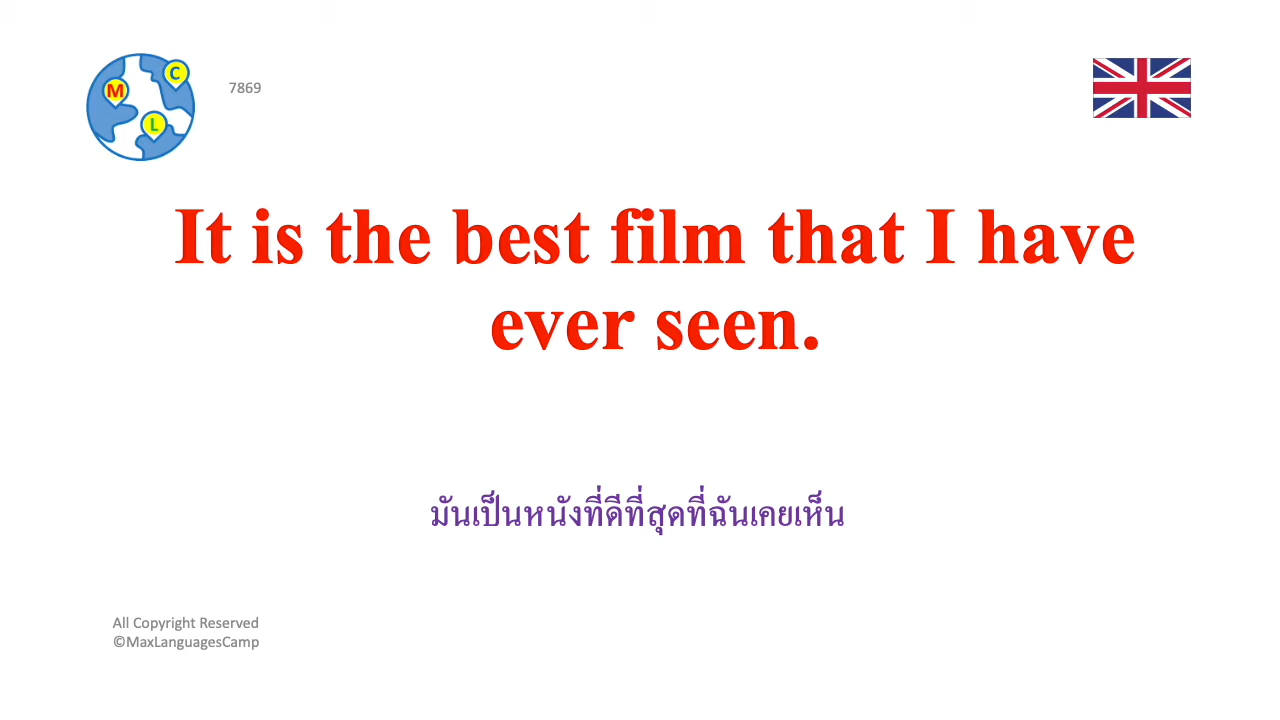 M
C
L
7869
It is the best film that I have
ever seen.
มันเป็นหนังที่ดีที่สุดที่ฉันเคยเห็น
All Copyright Reserved
©MaxLanguagesCamp